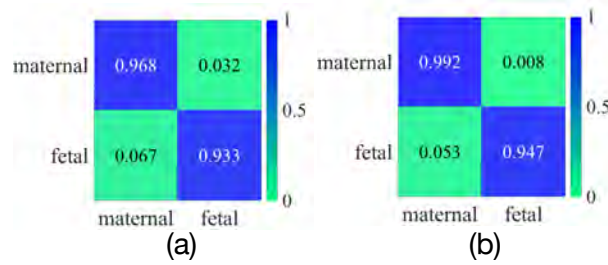 maternal 0.968 0.032 1
0.5
fetal 0.067 0.933 0
maternal fetal
(a)
maternal 0.992 0.008 1
0.5
fetal 0.053 0.947 0
maternal fetal
(b)